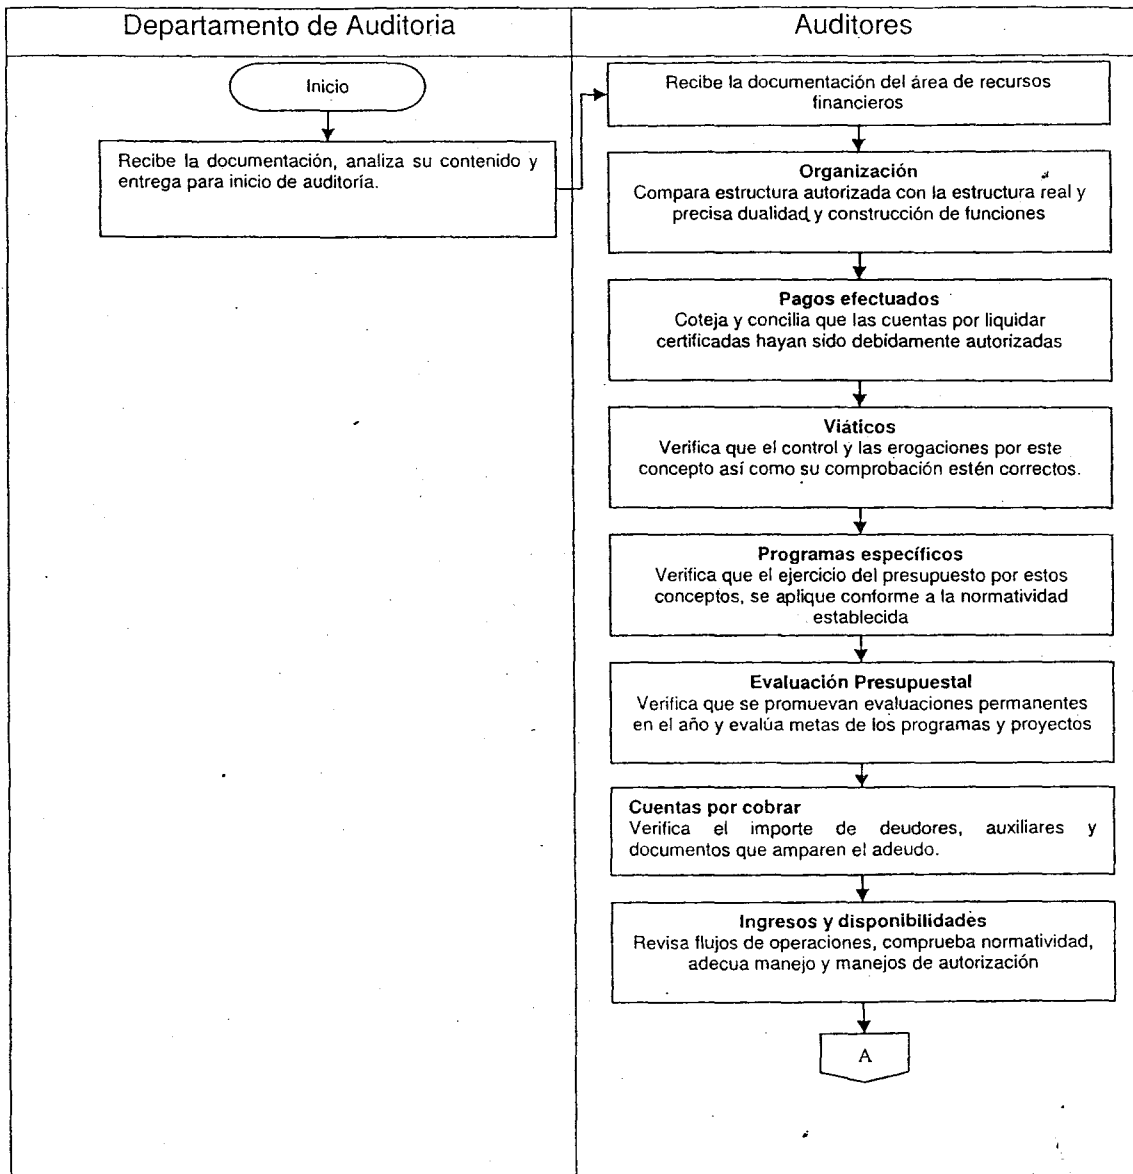 Departamento de Auditoria
Auditores
Inicio
Recibe la documentación, analiza su contenido y
entrega para inicio de auditoría.
Recibe la documentación del área de recursos
financieros
Organización
Compara estructura autorizada con la estructura real y
precisa dualidad y construcción de funciones
Pagos efectuados
Coteja y concilia que las cuentas por liquidar
certificadas hayan sido debidamente autorizadas
Viáticos
Verifica que el control y las erogaciones por este
concepto así como su comprobación estén correctos.
Programas específicos
Verifica que el ejercicio del presupuesto por estos
conceptos, se aplique conforme a la normatividad
establecida
Evaluación Presupuestal
Verifica que se promuevan evaluaciones permanentes
en el año y evalúa metas de los programas y proyectos
Cuentas por cobrar
Verifica el importe de deudores, auxiliares y
documentos que amparen el adeudo.
Ingresos y disponibilidades
Revisa flujos de operaciones, comprueba normatividad,
adecua manejo y manejos de autorización
A